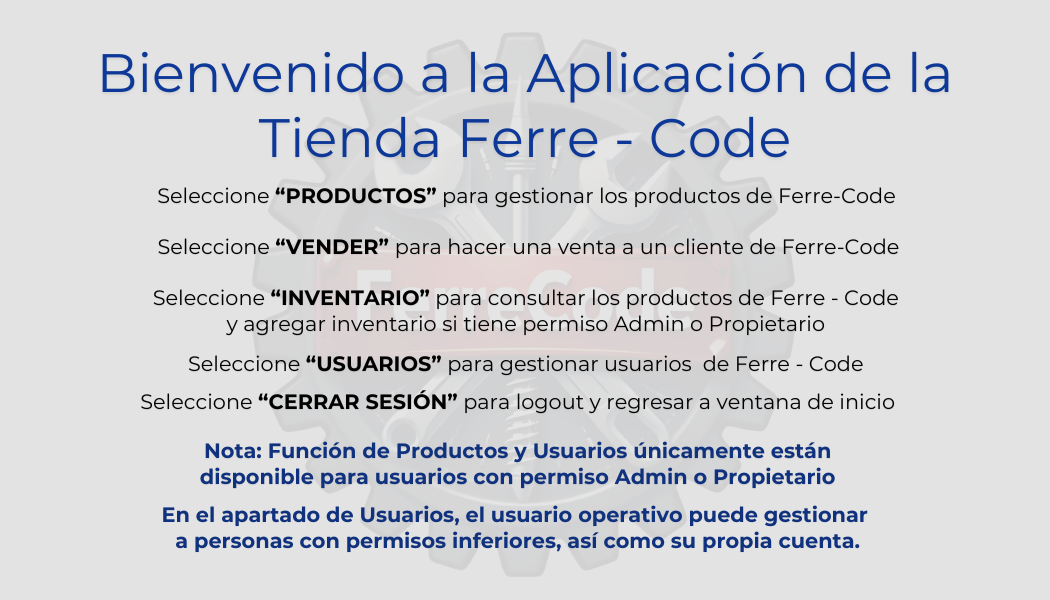 Bienvenido a la Aplicación de la
Tienda Ferre - Code
Seleccione “PRODUCTOS” para gestionar los productos de Ferre-Code
Seleccione “VENDER” para hacer una venta a un cliente de Ferre-Code
Seleccione “INVENTARIO” para consultar los productos de Ferre - Code
y agregar inventario si tiene permiso Admin o Propietario
FerreCode
Seleccione “USUARIOS” para gestionar usuarios  de Ferre - Code
Seleccione “CERRAR SESIÓN” para logout y regresar a ventana de inicio
Nota: Función de Productos y Usuarios únicamente están
disponible para usuarios con permiso Admin o Propietario
En el apartado de Usuarios, el usuario operativo puede gestionar
a personas con permisos inferiores, así como su propia cuenta.